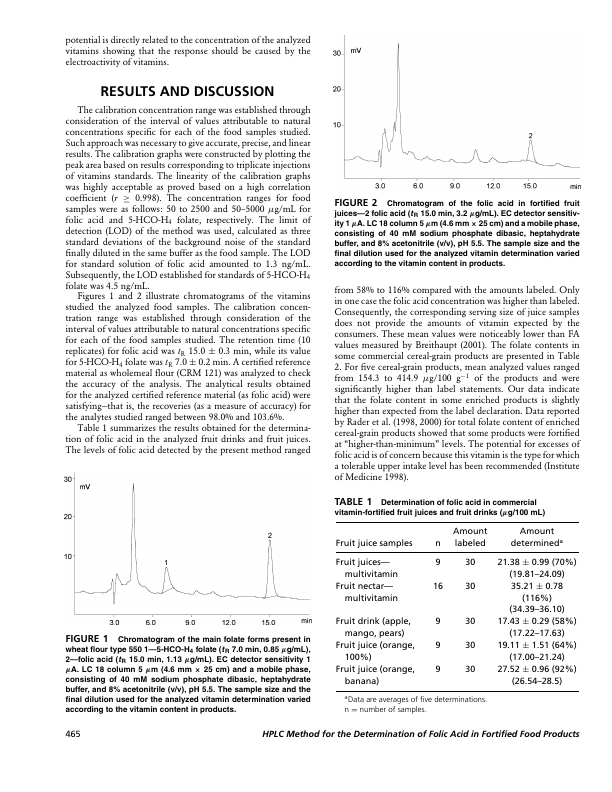 potential is directly related to the concentration of the analyzed
vitamins showing that the response should be caused by the
electroactivity of vitamins.
RESULTS AND DISCUSSION
The calibration concentration range was established through
consideration of the interval of values attributable to natural
concentrations specific for each of the food samples studied.
Such approach was necessary to give accurate, precise, and linear
results. The calibration graphs were constructed by plotting the
peak area based on results corresponding to triplicate injections
of vitamins standards. The linearity of the calibration graphs
was highly acceptable as proved based on a high correlation
coefficient (r ≥ 0.998). The concentration ranges for food
samples were as follows: 50 to 2500 and 50–5000 μg/mL for
folic acid and 5-HCO-H₄ folate, respectively. The limit of
detection (LOD) of the method was used, calculated as three
standard deviations of the background noise of the standard
finally diluted in the same buffer as the food sample. The LOD
for standard solution of folic acid amounted to 1.3 ng/mL.
Subsequently, the LOD established for standards of 5-HCO-H₄
folate was 4.5 ng/mL.
Figures 1 and 2 illustrate chromatograms of the vitamins
studied the analyzed food samples. The calibration concen-
tration range was established through consideration of the
interval of values attributable to natural concentrations specific
for each of the food samples studied. The retention time (10
replicates) for folic acid was tR 15.0 ± 0.3 min, while its value
for 5-HCO-H₄ folate was tR 7.0 ± 0.2 min. A certified reference
material as wholemeal flour (CRM 121) was analyzed to check
the accuracy of the analysis. The analytical results obtained
for the analyzed certified reference material (as folic acid) were
satisfying—that is, the recoveries (as a measure of accuracy) for
the analytes studied ranged between 98.0% and 103.6%.
Table 1 summarizes the results obtained for the determina-
tion of folic acid in the analyzed fruit drinks and fruit juices.
The levels of folic acid detected by the present method ranged
30
mV
20
10
1
2
3.0 6.0 9.0 12.0 15.0 min
FIGURE 1 Chromatogram of the main folate forms present in
wheat flour type 550 1—5-HCO-H₄ folate (tR 7.0 min, 0.85 μg/mL),
2—folic acid (tR 15.0 min, 1.13 μg/mL). EC detector sensitivity 1
μA. LC 18 column 5 μm (4.6 mm × 25 cm) and a mobile phase,
consisting of 40 mM sodium phosphate dibasic, heptahydrate
buffer, and 8% acetonitrile (v/v), pH 5.5. The sample size and the
final dilution used for the analyzed vitamin determination varied
according to the vitamin content in products.
30
mV
20
10
2
3.0 6.0 9.0 12.0 15.0 min
FIGURE 2 Chromatogram of the folic acid in fortified fruit
juices—2 folic acid (tR 15.0 min, 3.2 μg/mL). EC detector sensitiv-
ity 1 μA. LC 18 column 5 μm (4.6 mm × 25 cm) and a mobile phase,
consisting of 40 mM sodium phosphate dibasic, heptahydrate
buffer, and 8% acetonitrile (v/v), pH 5.5. The sample size and the
final dilution used for the analyzed vitamin determination varied
according to the vitamin content in products.
from 58% to 116% compared with the amounts labeled. Only
in one case the folic acid concentration was higher than labeled.
Consequently, the corresponding serving size of juice samples
does not provide the amounts of vitamin expected by the
consumers. These mean values were noticeably lower than FA
values measured by Breithaupt (2001). The folate contents in
some commercial cereal-grain products are presented in Table
2. For five cereal-grain products, mean analyzed values ranged
from 154.3 to 414.9 μg/100 g⁻¹ of the products and were
significantly higher than label statements. Our data indicate
that the folate content in some enriched products is slightly
higher than expected from the label declaration. Data reported
by Rader et al. (1998, 2000) for total folate content of enriched
cereal-grain products showed that some products were fortified
at “higher-than-minimum” levels. The potential for excesses of
folic acid is of concern because this vitamin is the type for which
a tolerable upper intake level has been recommended (Institute
of Medicine 1998).
TABLE 1 Determination of folic acid in commercial
vitamin-fortified fruit juices and fruit drinks (μg/100 mL)
Amount Amount
Fruit juice samples n labeled determinedᵃ
Fruit juices— 9 30 21.38 ± 0.99 (70%)
multivitamin (19.81–24.09)
Fruit nectar— 16 30 35.21 ± 0.78
multivitamin (116%)
(34.39–36.10)
Fruit drink (apple, 9 30 17.43 ± 0.29 (58%)
mango, pears) (17.22–17.63)
Fruit juice (orange, 9 30 19.11 ± 1.51 (64%)
100%) (17.00–21.24)
Fruit juice (orange, 9 30 27.52 ± 0.96 (92%)
banana) (26.54–28.5)
ᵃData are averages of five determinations.
n = number of samples.
465 HPLC Method for the Determination of Folic Acid in Fortified Food Products